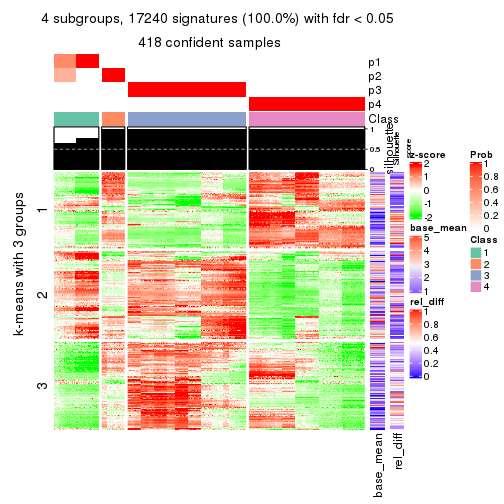 4 subgroups, 17240 signatures (100.0%) with fdr < 0.05
418 confident samples
p1
p2
p3
p4
Class
1
0.5
0
silhouette
Silhouette
score
k-means with 3 groups
1
2
3
base_mean
rel_diff
z-score
2
1
0
-1
-2
base_mean
5
4
3
2
1
rel_diff
1
0.8
0.6
0.4
0.2
0
Prob
1
0.8
0.6
0.4
0.2
0
Class
1
2
3
4